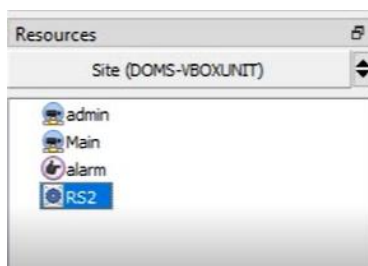 Resources
Site (DOMS-VBOXUNIT)
admin
Main
alarm
RS2